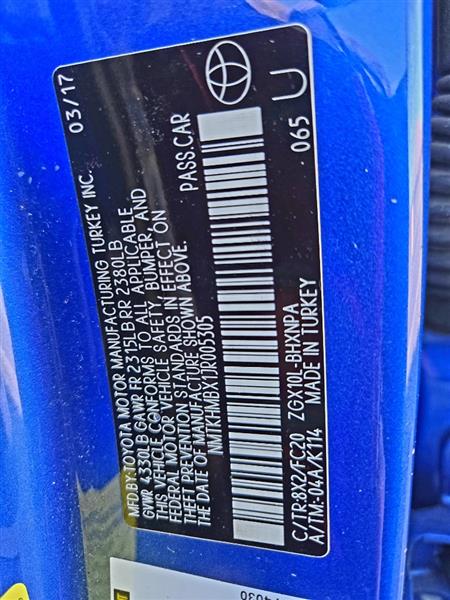 MFD.BY:TOYOTA MOTOR MANUFACTURING TURKEY INC. 03/17
GVWR 4330LB GAWR FR 2315LB RR 2380LB
THIS VEHICLE CONFORMS TO ALL APPLICABLE
FEDERAL MOTOR VEHICLE SAFETY, BUMPER, AND
THEFT PREVENTION STANDARDS IN EFFECT ON
THE DATE OF MANUFACTURE SHOWN ABOVE.
NMTKHMBX1JR005305 PASS.CAR
C/TR:8X2/FC20 ZGX10L-BHXNPA 065 U
A/TM:-04A/K114 MADE IN TURKEY
4030